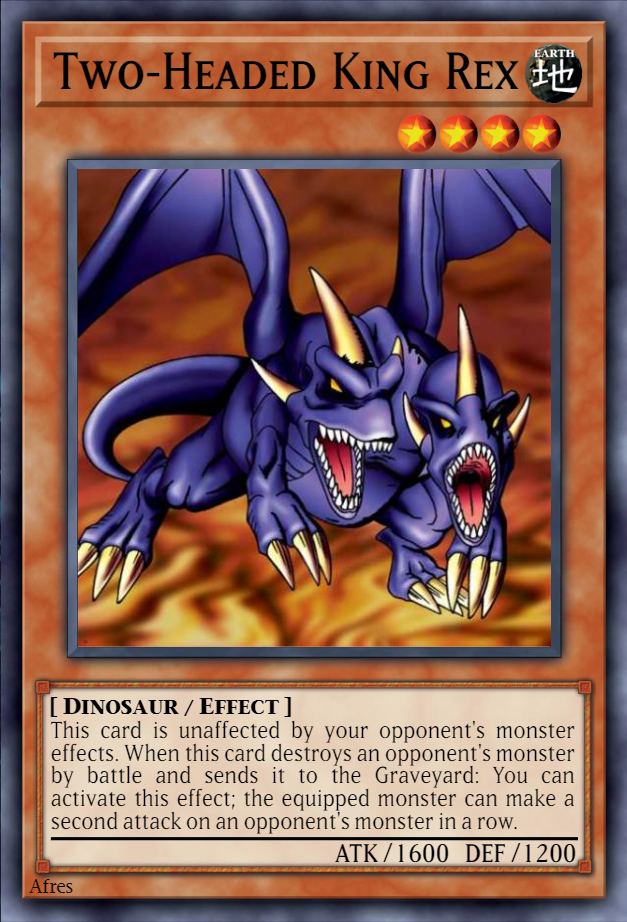 Two-Headed King Rex
EARTH
地
[ Dinosaur / Effect ]
This card is unaffected by your opponent's monster
effects. When this card destroys an opponent's monster
by battle and sends it to the Graveyard: You can
activate this effect; the equipped monster can make a
second attack on an opponent's monster in a row.
ATK/1600 DEF/1200
Afres